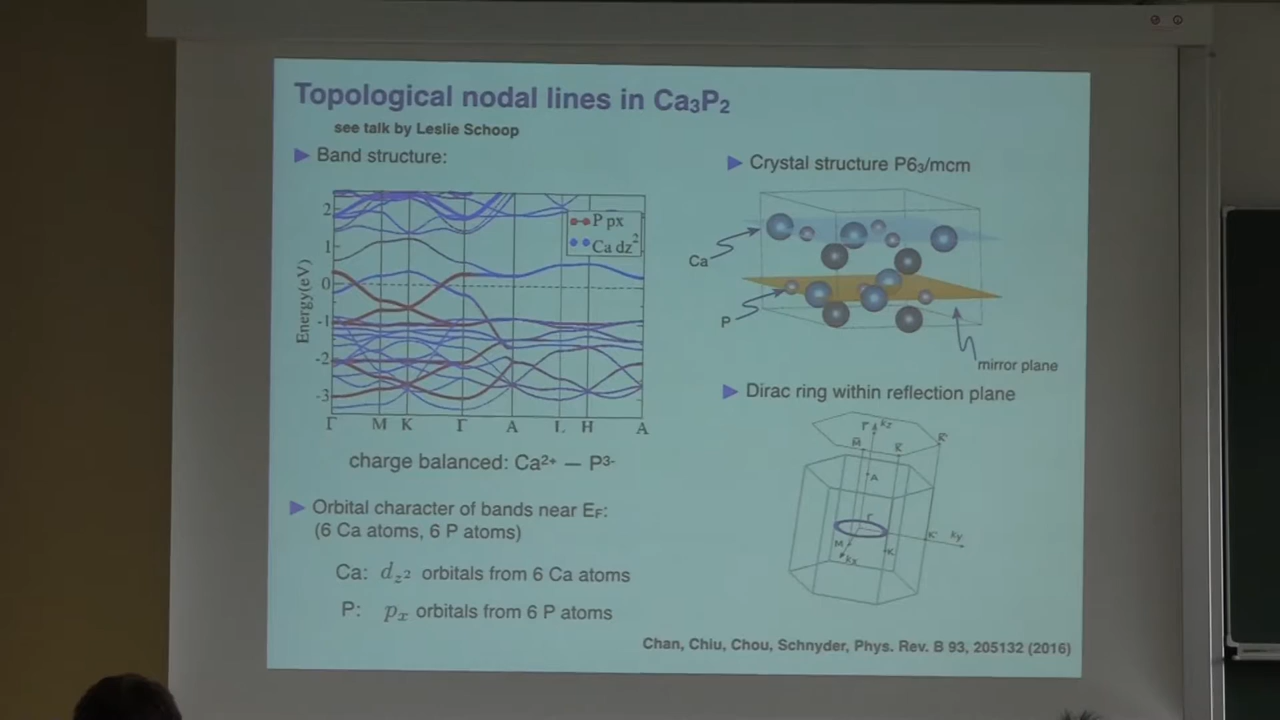 Topological nodal lines in Ca₃P₂
see talk by Leslie Schoop
▶ Band structure:
Energy(eV)
2
1
0
-1
-2
-3
P px
Ca dz²
Γ M K Γ A L H A
charge balanced: Ca²⁺ — P³⁻
▶ Orbital character of bands near E_F:
(6 Ca atoms, 6 P atoms)
Ca: d_z² orbitals from 6 Ca atoms
P: p_x orbitals from 6 P atoms
▶ Crystal structure P6₃/mcm
Ca
P
mirror plane
▶ Dirac ring within reflection plane
Γ̄ kz
M̄ K̄ K̄'
A
Γ
M K K' ky
kx
Chan, Chiu, Chou, Schnyder, Phys. Rev. B 93, 205132 (2016)